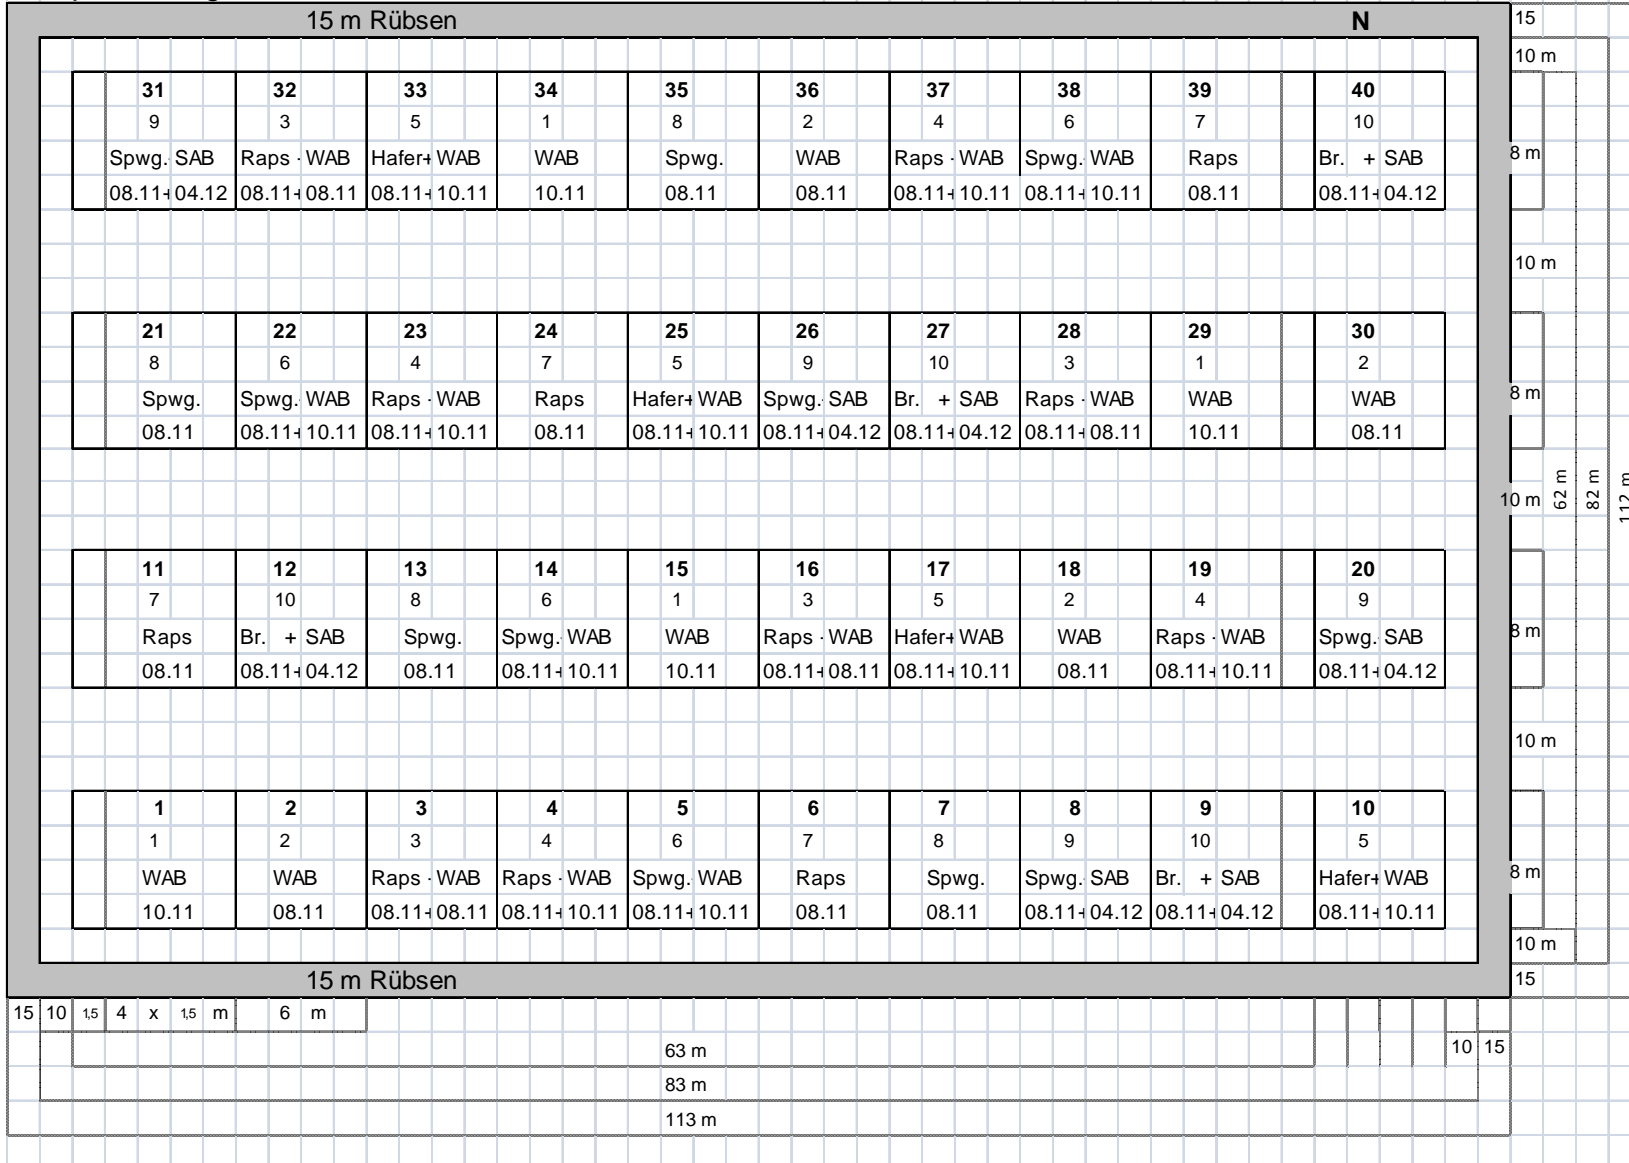 15 m Rübsen N 15
10 m
31 32 33 34 35 36 37 38 39 40
9 3 5 1 8 2 4 6 7 10
Spwg. SAB Raps · WAB Hafer+ WAB WAB Spwg. WAB Raps · WAB Spwg. WAB Raps Br. + SAB 8 m
08.11+04.12 08.11+08.11 08.11+10.11 10.11 08.11 08.11 08.11+10.11 08.11+10.11 08.11 08.11+04.12
10 m
21 22 23 24 25 26 27 28 29 30
8 6 4 7 5 9 10 3 1 2
Spwg. Spwg. WAB Raps · WAB Raps Hafer+ WAB Spwg. SAB Br. + SAB Raps · WAB WAB WAB 8 m
08.11 08.11+10.11 08.11+10.11 08.11 08.11+10.11 08.11+04.12 08.11+04.12 08.11+08.11 10.11 08.11
10 m 62 m 82 m 112 m
11 12 13 14 15 16 17 18 19 20
7 10 8 6 1 3 5 2 4 9
Raps Br. + SAB Spwg. Spwg. WAB WAB Raps · WAB Hafer+ WAB WAB Raps · WAB Spwg. SAB 8 m
08.11 08.11+04.12 08.11 08.11+10.11 10.11 08.11+08.11 08.11+10.11 08.11 08.11+10.11 08.11+04.12
10 m
1 2 3 4 5 6 7 8 9 10
1 2 3 4 6 7 8 9 10 5
WAB WAB Raps · WAB Raps · WAB Spwg. WAB Raps Spwg. Spwg. SAB Br. + SAB Hafer+ WAB 8 m
10.11 08.11 08.11+08.11 08.11+10.11 08.11+10.11 08.11 08.11 08.11+04.12 08.11+04.12 08.11+10.11
10 m
15 m Rübsen 15
15 10 1,5 4 x 1,5 m 6 m
63 m 10 15
83 m
113 m